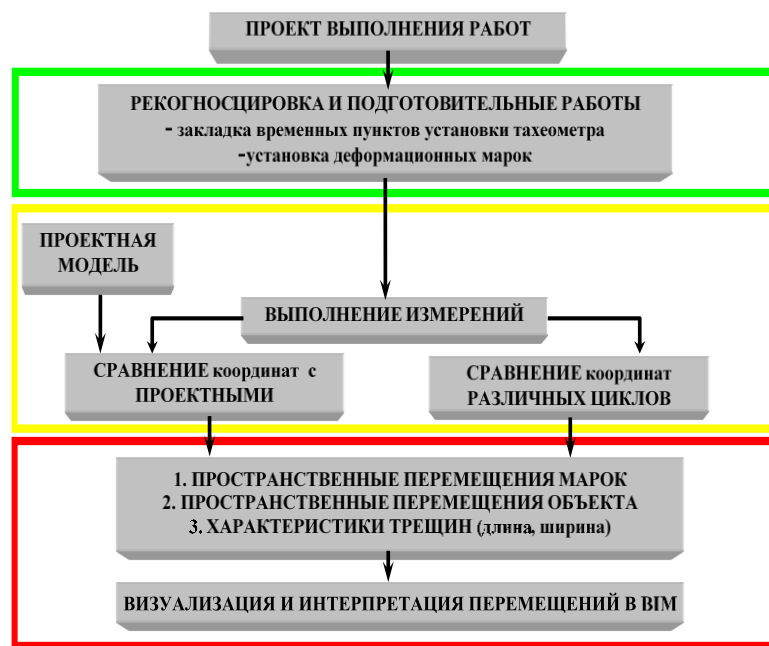 ПРОЕКТ ВЫПОЛНЕНИЯ РАБОТ
РЕКОГНОСЦИРОВКА И ПОДГОТОВИТЕЛЬНЫЕ РАБОТЫ
- закладка временных пунктов установки тахеометра
-установка деформационных марок
ПРОЕКТНАЯ
МОДЕЛЬ
ВЫПОЛНЕНИЕ ИЗМЕРЕНИЙ
СРАВНЕНИЕ координат с
ПРОЕКТНЫМИ
СРАВНЕНИЕ координат
РАЗЛИЧНЫХ ЦИКЛОВ
1. ПРОСТРАНСТВЕННЫЕ ПЕРЕМЕЩЕНИЯ МАРОК
2. ПРОСТРАНСТВЕННЫЕ ПЕРЕМЕЩЕНИЯ ОБЪЕКТА
3. ХАРАКТЕРИСТИКИ ТРЕЩИН (длина, ширина)
ВИЗУАЛИЗАЦИЯ И ИНТЕРПРЕТАЦИЯ ПЕРЕМЕЩЕНИЙ В BIM